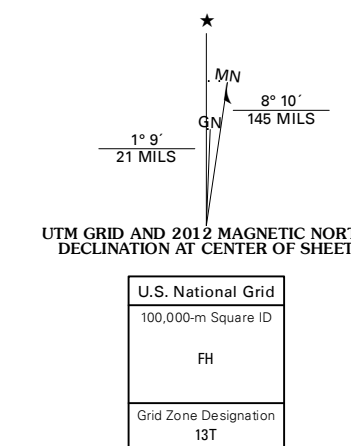 ★
MN
GN
8° 10´
145 MILS
1° 9´
21 MILS
UTM GRID AND 2012 MAGNETIC NORT
DECLINATION AT CENTER OF SHEET
U.S. National Grid
100,000-m Square ID
FH
Grid Zone Designation
13T